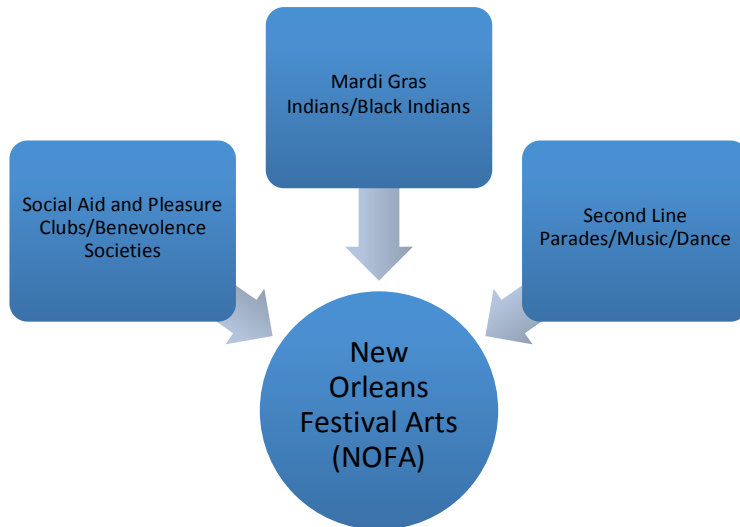 Mardi Gras
Indians/Black Indians
Social Aid and Pleasure
Clubs/Benevolence
Societies
Second Line
Parades/Music/Dance
New
Orleans
Festival Arts
(NOFA)